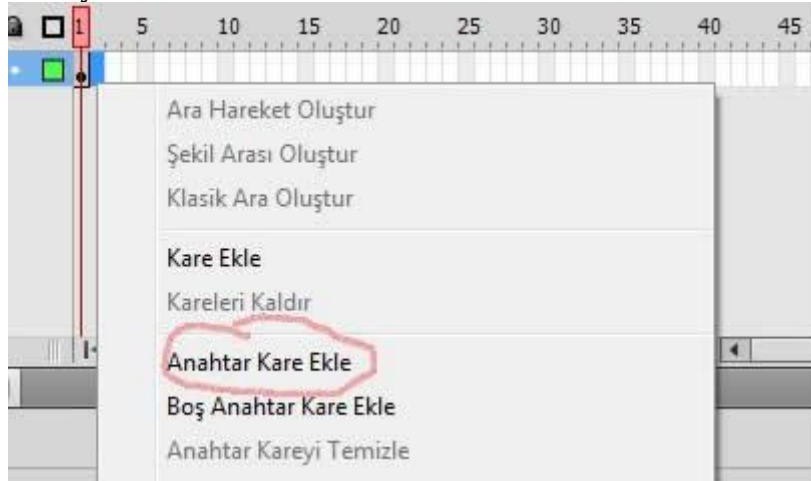 1 5 10 15 20 25 30 35 40 45
Ara Hareket Oluştur
Şekil Arası Oluştur
Klasik Ara Oluştur
Kare Ekle
Kareleri Kaldır
Anahtar Kare Ekle
Boş Anahtar Kare Ekle
Anahtar Kareyi Temizle